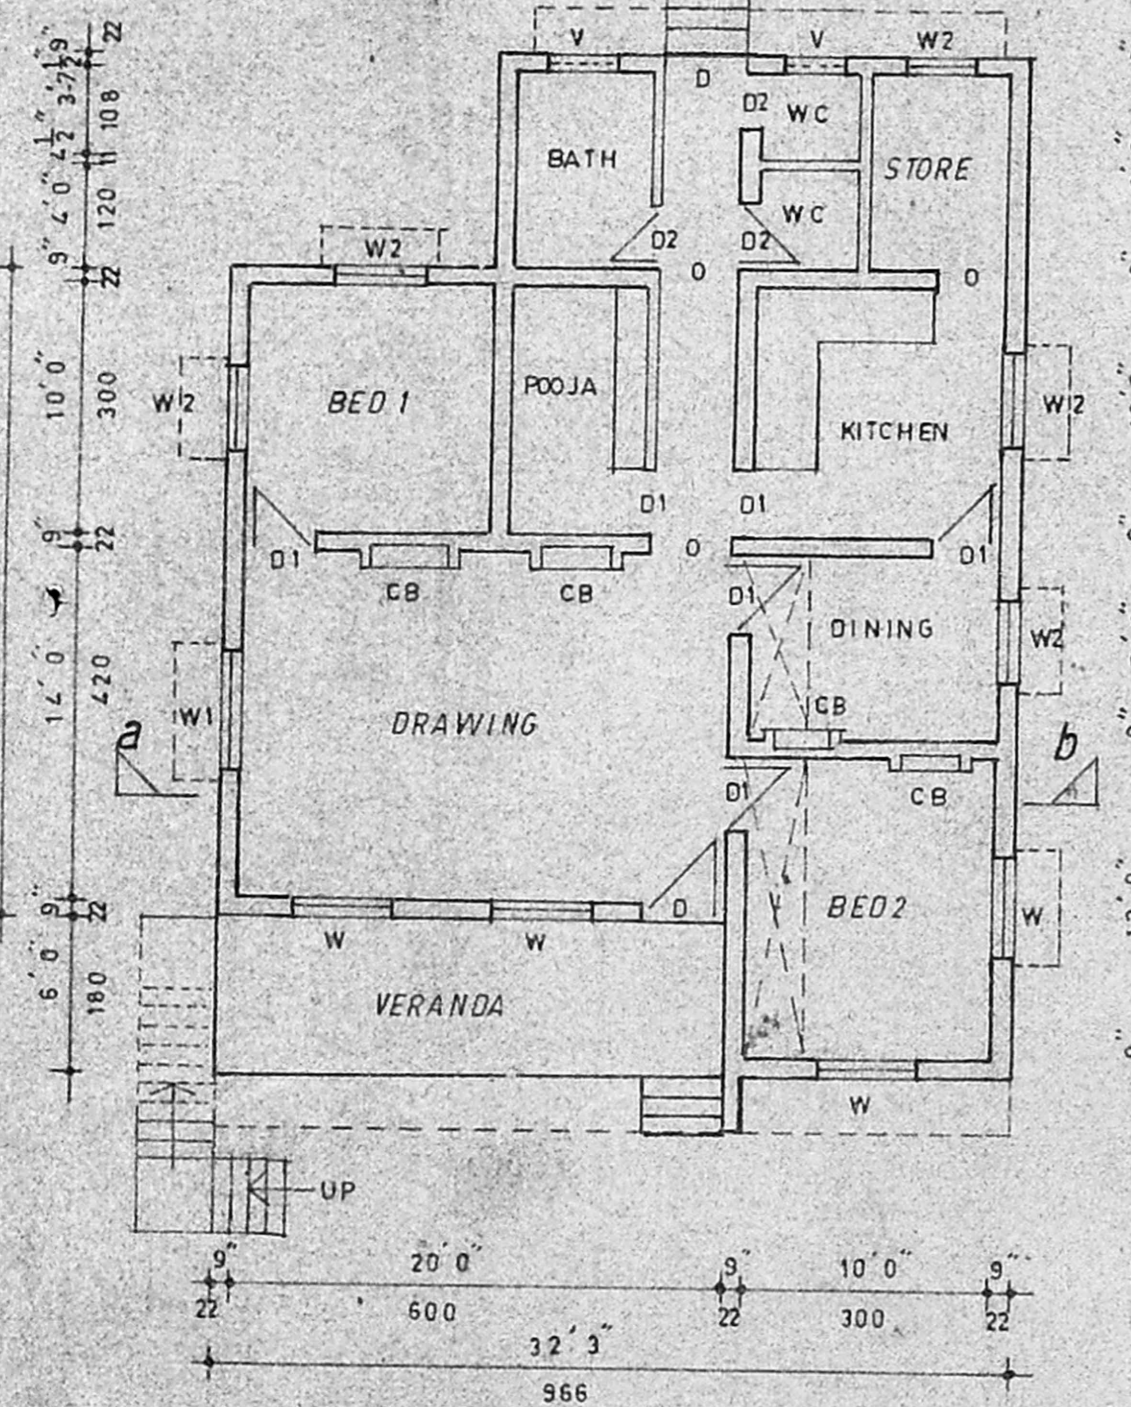 V V W2
D
D2 WC
BATH STORE
WC
D2 D2
W2 O O
BED 1 POOJA
W2 W2
KITCHEN
D1 D1
D1 O D1
CB CB
D1 DINING W2
W1 DRAWING CB
a b
D1 CB
D BED2 W
W W
VERANDA
W
UP
9" 22
108
4'0" 120
9" 22
10'0" 300
9" 22
14'0" 420
9" 22
6'0" 180
9" 20'0" 9" 10'0" 9"
22 600 22 300 22
32'3"
966